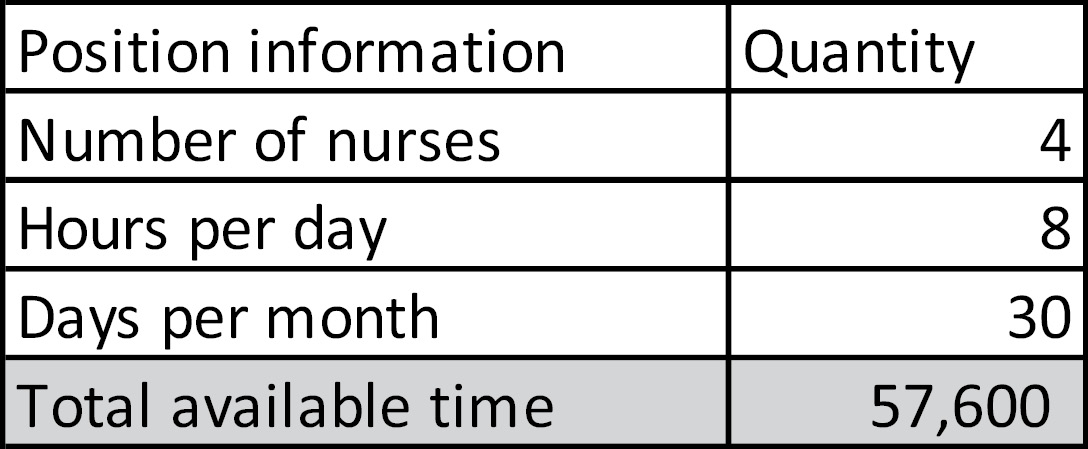 Position information Quantity
Number of nurses 4
Hours per day 8
Days per month 30
Total available time 57,600